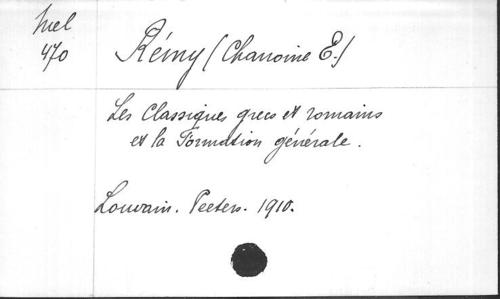 Mel
470
Rémy (Chanoine E.)
Les Classiques grecs et romains
et la Formation générale.
Louvain. Peeters. 1910.